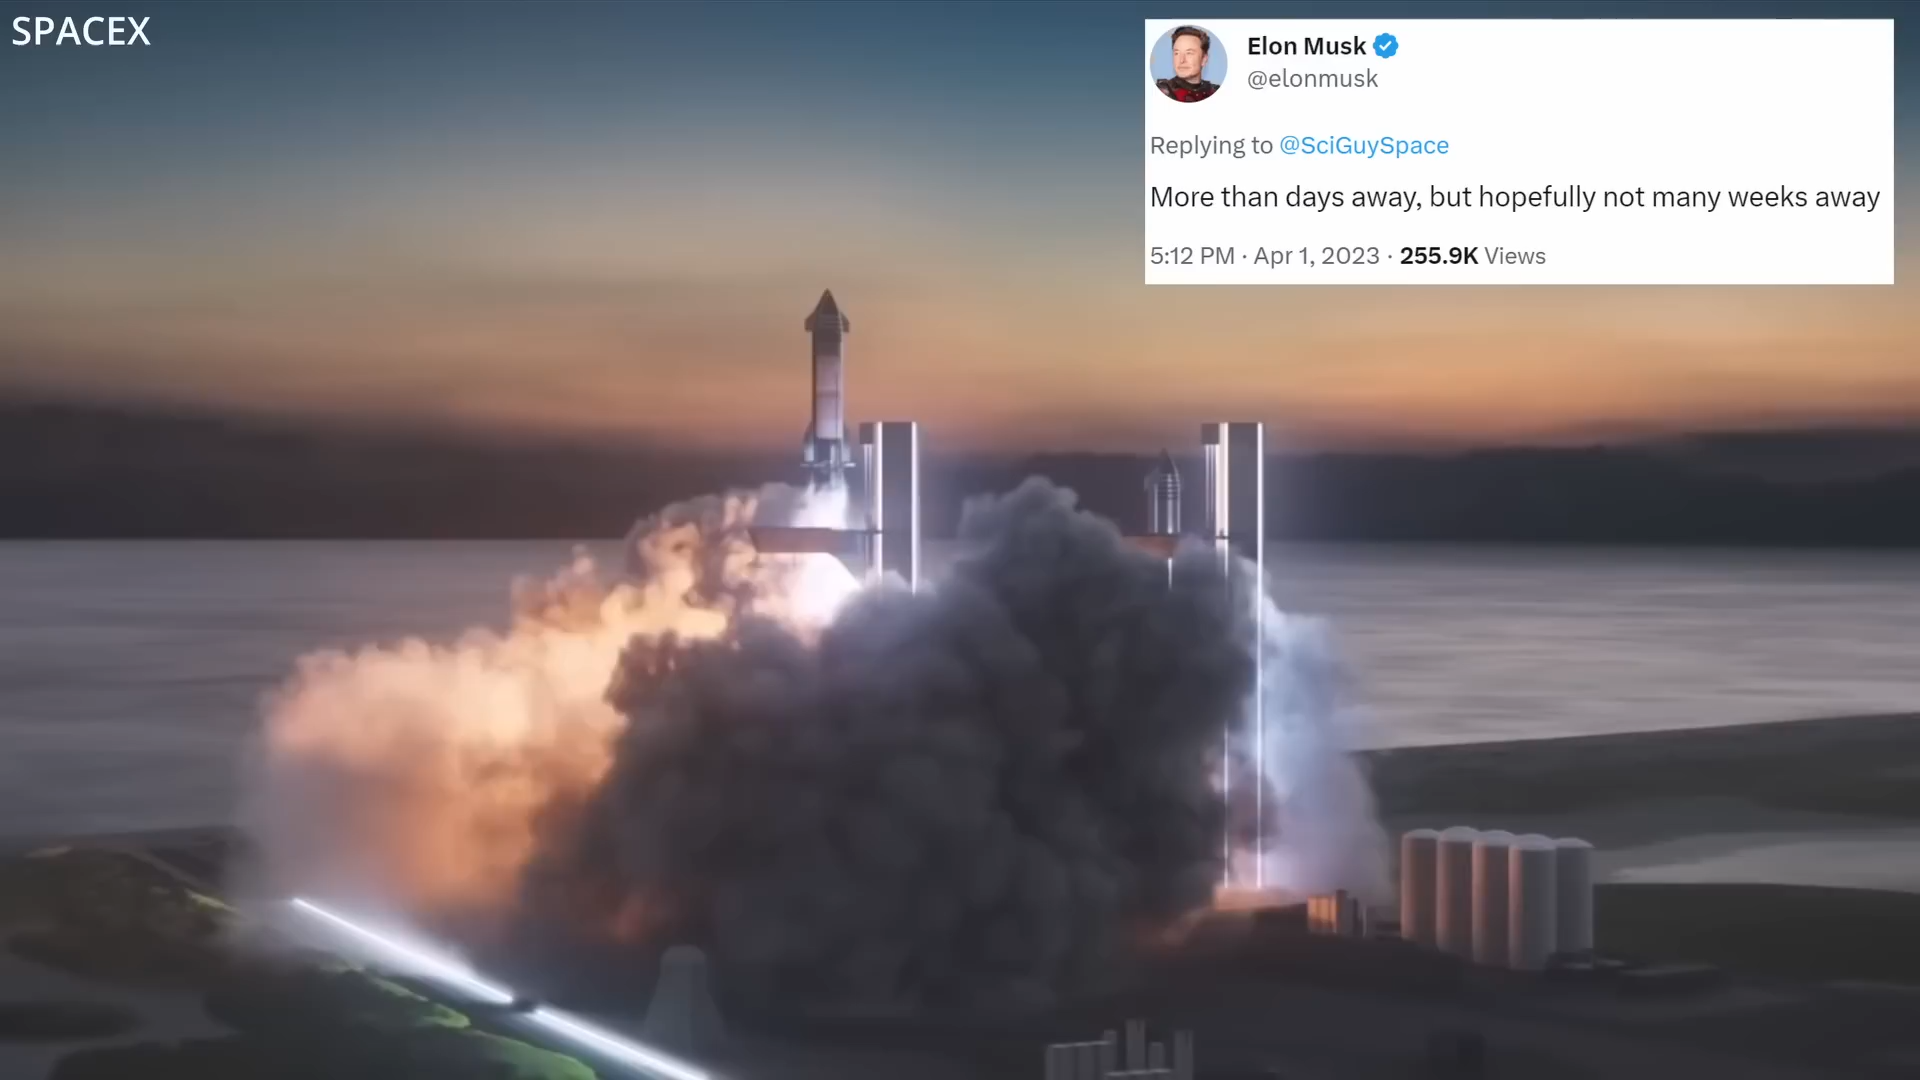 SPACEX
Elon Musk
@elonmusk
Replying to @SciGuySpace
More than days away, but hopefully not many weeks away
5:12 PM · Apr 1, 2023 · 255.9K Views